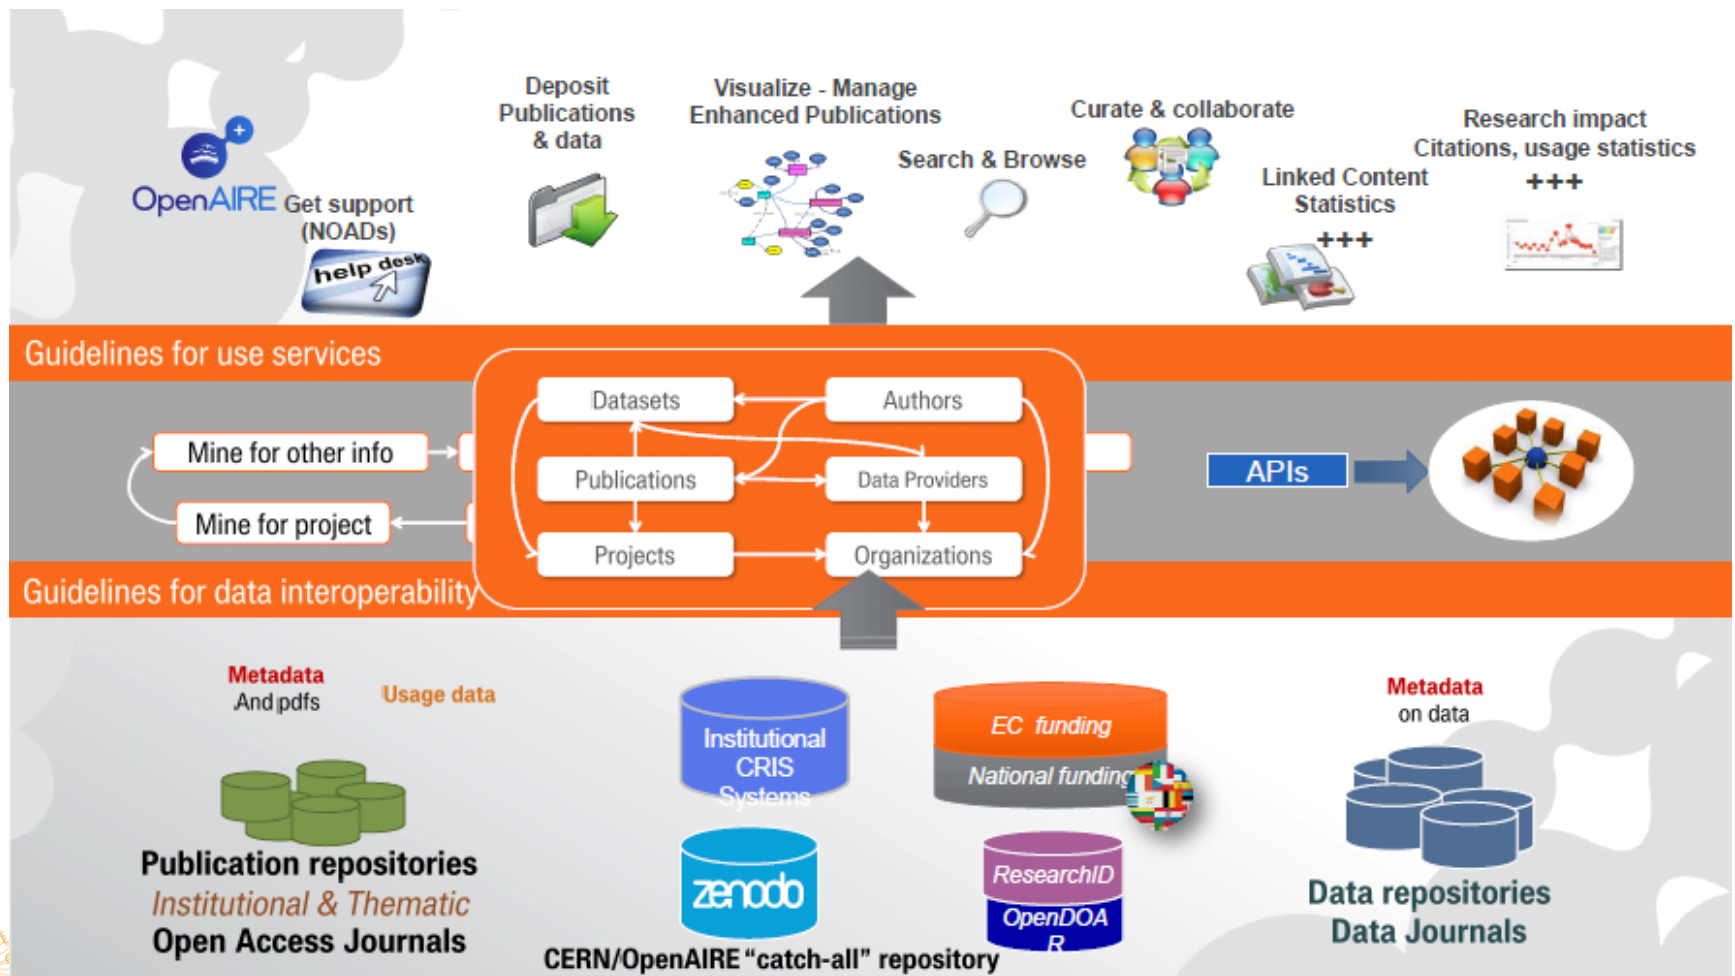 Deposit
Publications
& data
Visualize - Manage
Enhanced Publications
Search & Browse
Curate & collaborate
Linked Content
Statistics
+++
Research impact
Citations, usage statistics
+++
OpenAIRE
Get support
(NOADs)
help desk
Guidelines for use services
Datasets
Authors
Mine for other info
Publications
Data Providers
APIs
Mine for project
Projects
Organizations
Guidelines for data interoperability
Metadata
And pdfs
Usage data
Institutional
CRIS
Systems
EC funding
National funding
Metadata
on data
Publication repositories
Institutional & Thematic
Open Access Journals
zenodo
CERN/OpenAIRE “catch-all” repository
ResearchID
OpenDOA
R
Data repositories
Data Journals